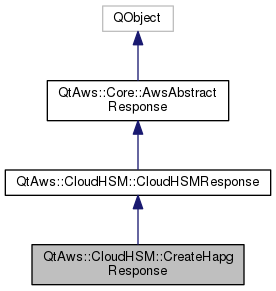 QObject
QtAws::Core::AwsAbstract
Response
QtAws::CloudHSM::CloudHSMResponse
QtAws::CloudHSM::CreateHapg
Response